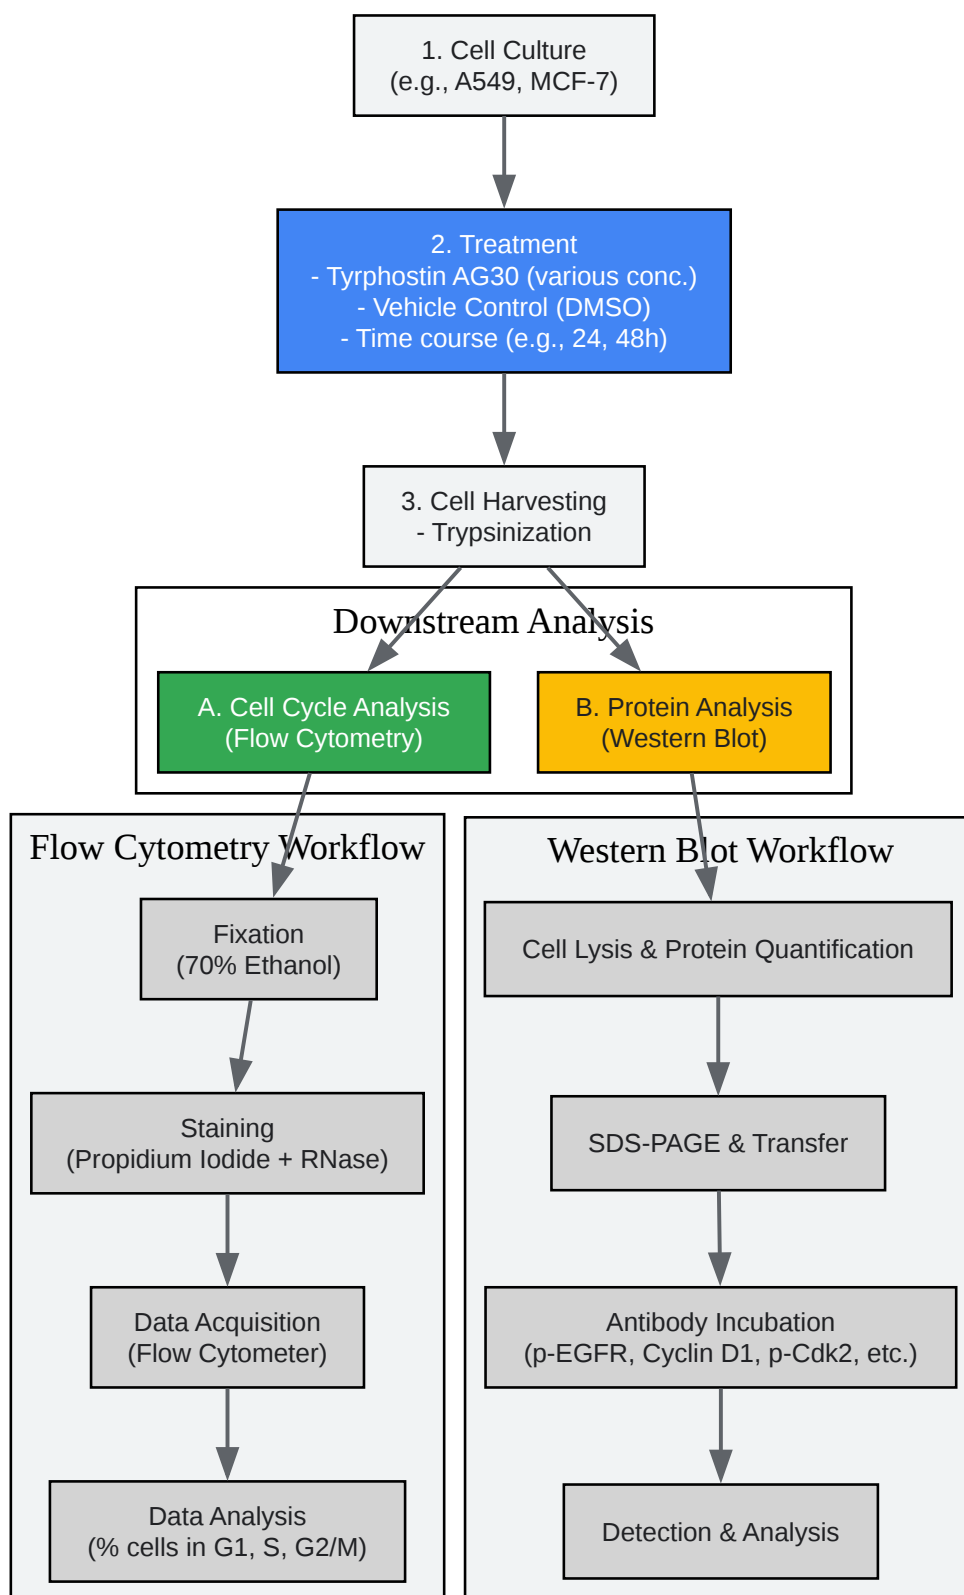 1. Cell Culture
(e.g., A549, MCF-7)
2. Treatment
- Tyrphostin AG30 (various conc.)
- Vehicle Control (DMSO)
- Time course (e.g., 24, 48h)
3. Cell Harvesting
- Trypsinization
Downstream Analysis
A. Cell Cycle Analysis
(Flow Cytometry)
B. Protein Analysis
(Western Blot)
Flow Cytometry Workflow
Fixation
(70% Ethanol)
Staining
(Propidium Iodide + RNase)
Data Acquisition
(Flow Cytometer)
Data Analysis
(% cells in G1, S, G2/M)
Western Blot Workflow
Cell Lysis & Protein Quantification
SDS-PAGE & Transfer
Antibody Incubation
(p-EGFR, Cyclin D1, p-Cdk2, etc.)
Detection & Analysis